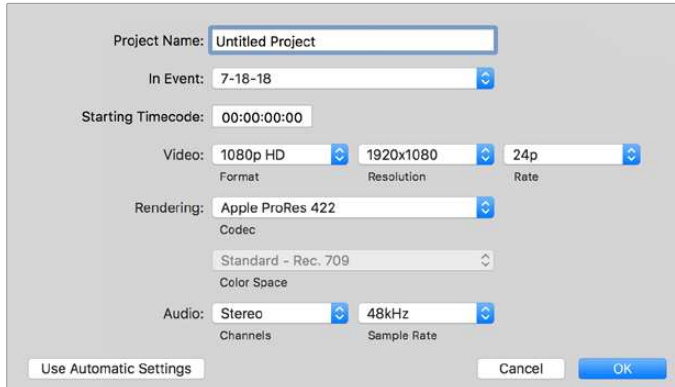 Project Name: Untitled Project
In Event: 7-18-18
Starting Timecode: 00:00:00:00
Video: 1080p HD 1920x1080 24p
Format Resolution Rate
Rendering: Apple ProRes 422
Codec
Standard - Rec. 709
Color Space
Audio: Stereo 48kHz
Channels Sample Rate
Use Automatic Settings Cancel OK